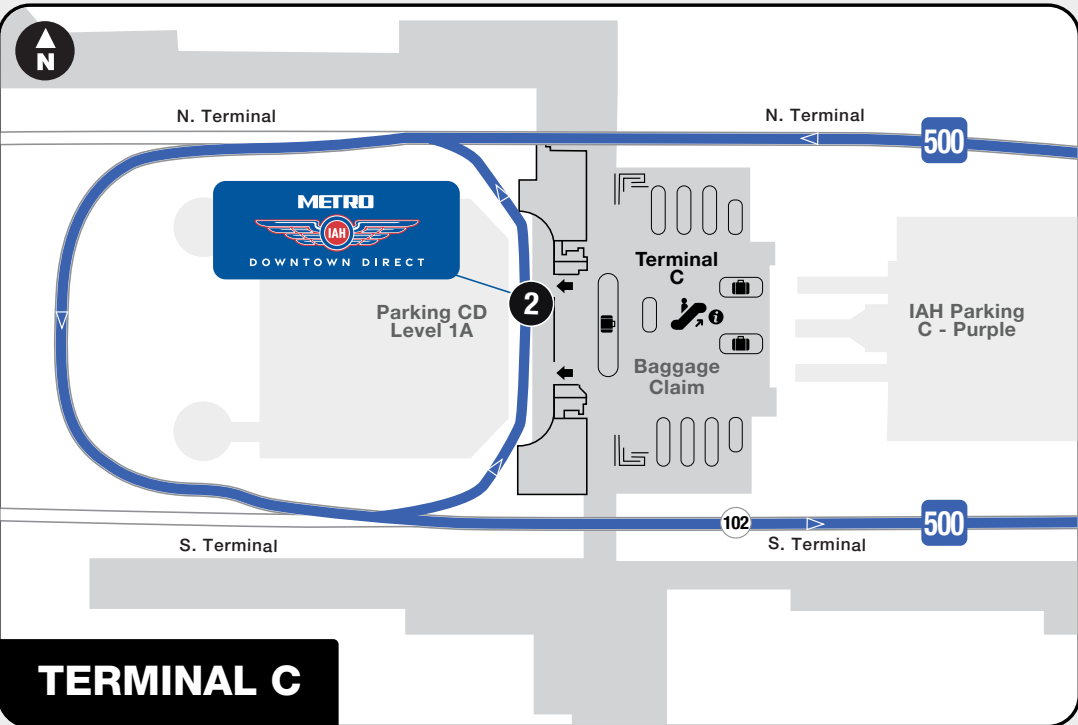 N
N. Terminal
N. Terminal
500
METRO
IAH
DOWNTOWN DIRECT
2
Parking CD
Level 1A
Terminal
C
i
Baggage
Claim
IAH Parking
C - Purple
102
500
S. Terminal
S. Terminal
TERMINAL C